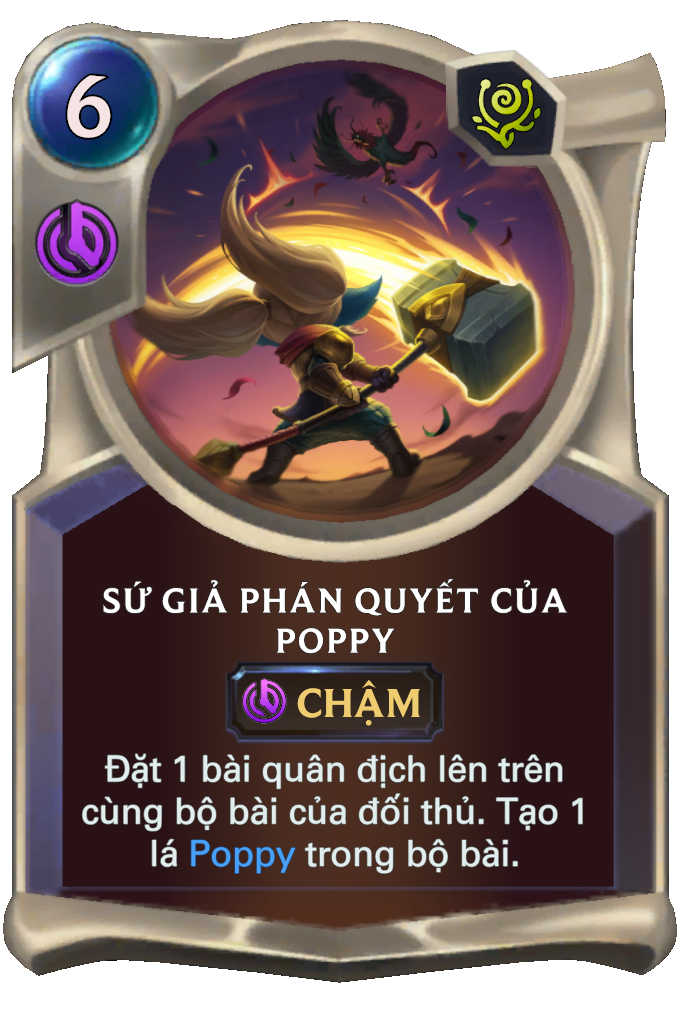 6
SỨ GIẢ PHÁN QUYẾT CỦA
POPPY
CHẬM
Đặt 1 bài quân địch lên trên
cùng bộ bài của đối thủ. Tạo 1
lá Poppy trong bộ bài.